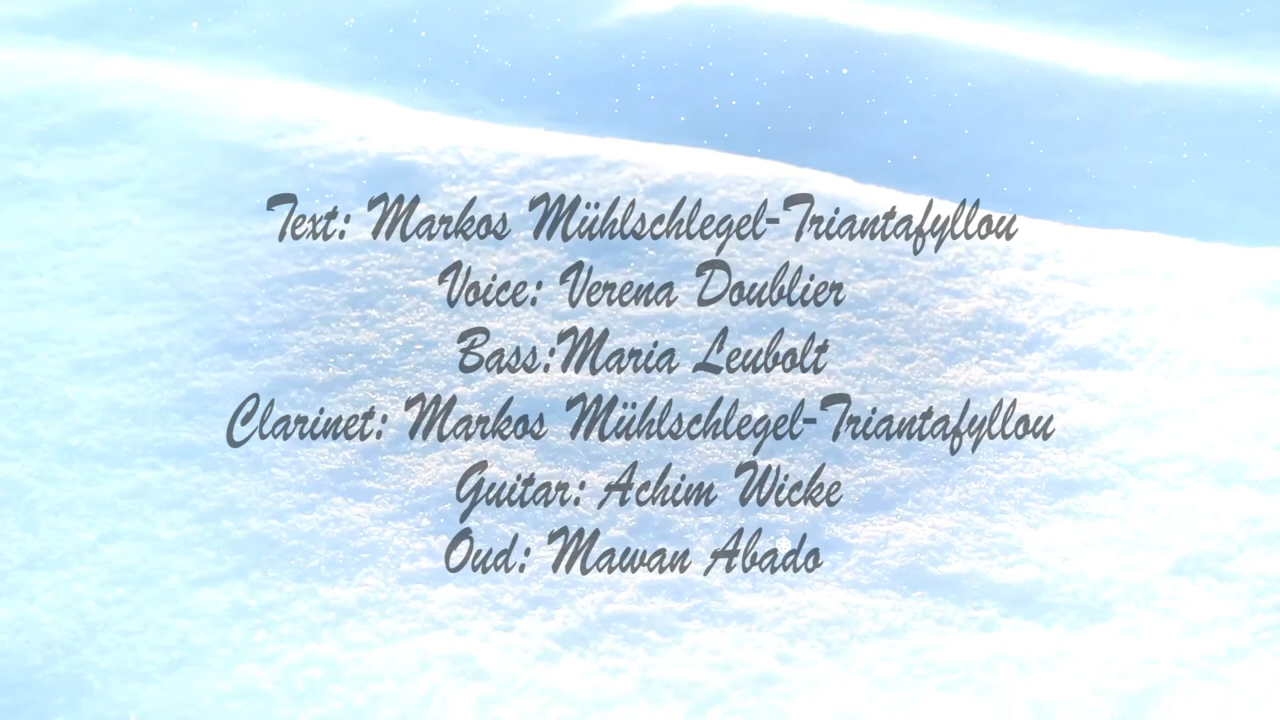 Text: Markos Mühlschlegel-Triantafyllou
Voice: Verena Doublier
Bass:Maria Leubolt
Clarinet: Markos Mühlschlegel-Triantafyllou
Guitar: Achim Wicke
Oud: Mawan Abado